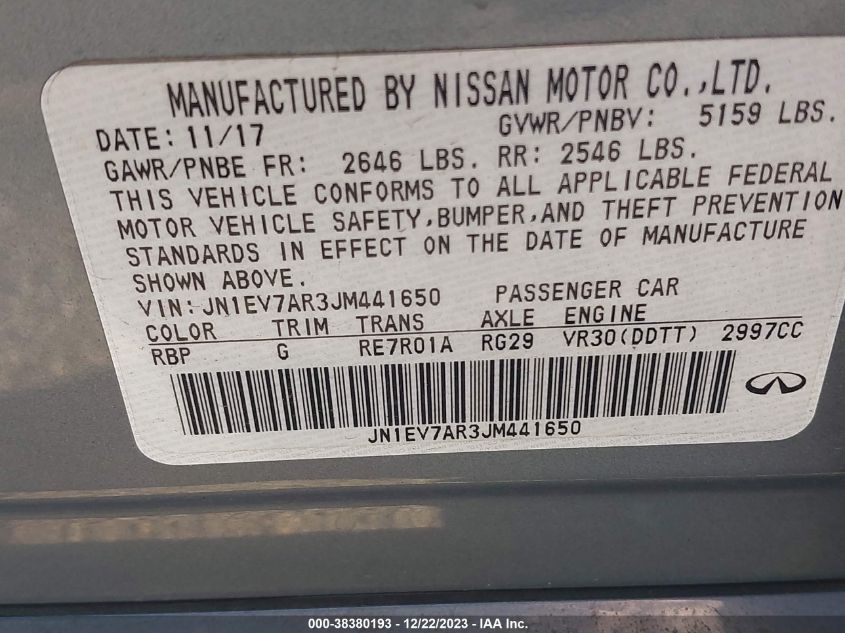 MANUFACTURED BY NISSAN MOTOR CO.,LTD.
DATE: 11/17 GVWR/PNBV: 5159 LBS.
GAWR/PNBE FR: 2646 LBS. RR: 2546 LBS.
THIS VEHICLE CONFORMS TO ALL APPLICABLE FEDERAL
MOTOR VEHICLE SAFETY,BUMPER,AND THEFT PREVENTION
STANDARDS IN EFFECT ON THE DATE OF MANUFACTURE
SHOWN ABOVE.
VIN:JN1EV7AR3JM441650 PASSENGER CAR
COLOR TRIM TRANS AXLE ENGINE
RBP G RE7R01A RG29 VR30(DDTT) 2997CC
JN1EV7AR3JM441650
000-38380193 - 12/22/2023 - IAA Inc.